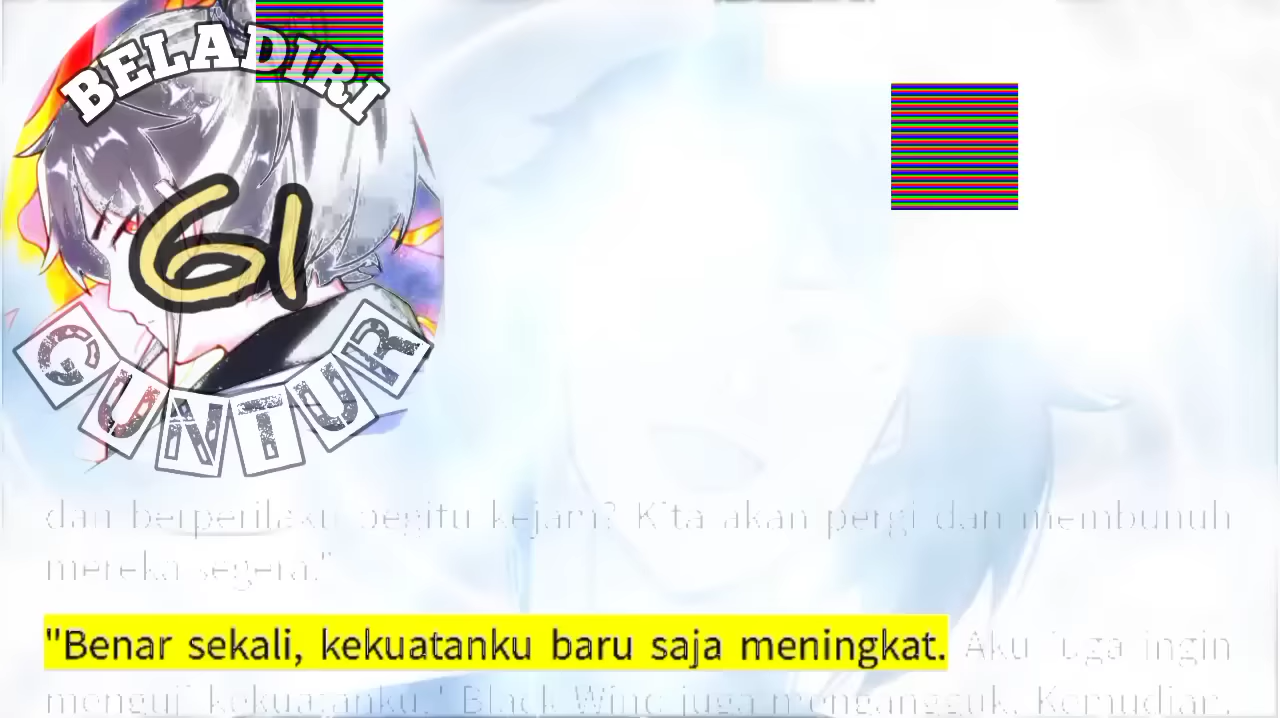 BELADIRI
61
GUNTUR
dan berperilaku begitu kejam? Kita akan pergi dan membunuh
mereka segera."
"Benar sekali, kekuatanku baru saja meningkat. Aku juga ingin
menguji kekuatanku." Black Wind juga mengangguk. Kemudian,